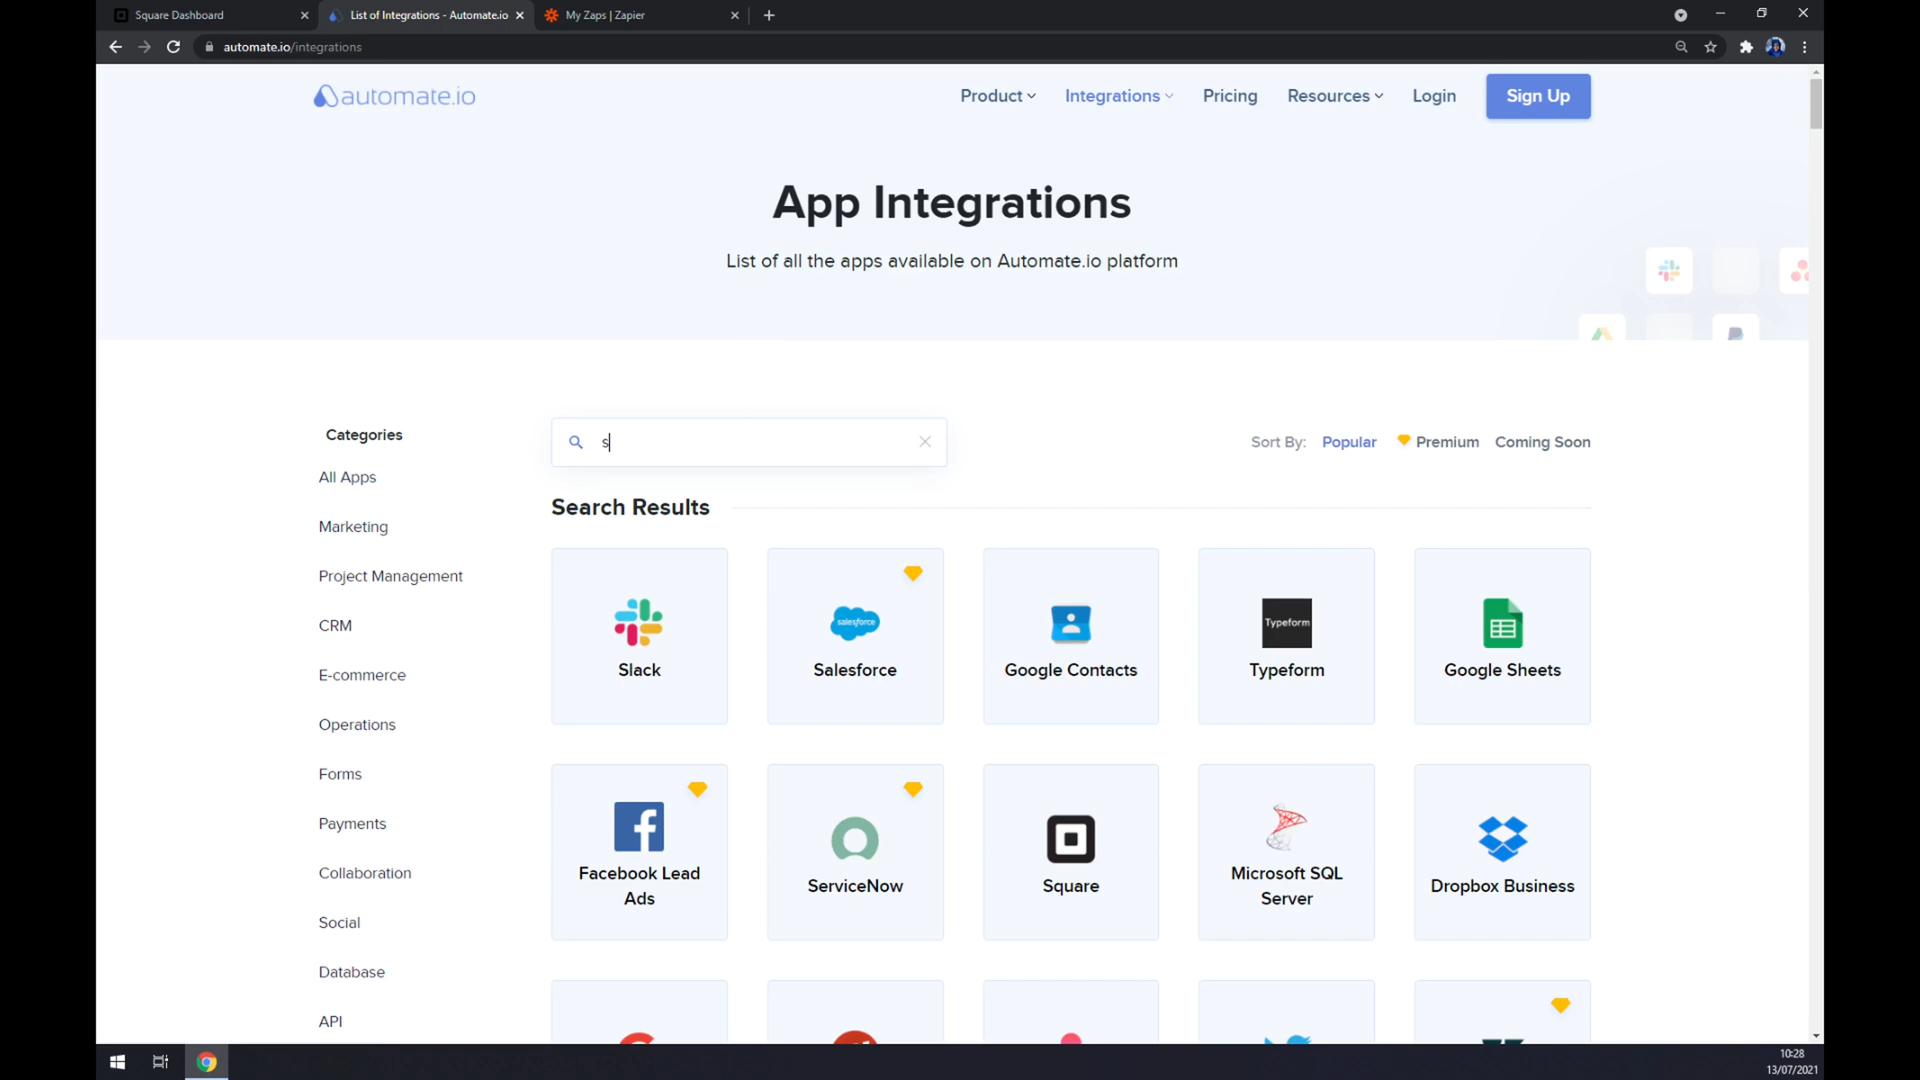 Square Dashboard
List of Integrations - Automate.io
My Zaps | Zapier
automate.io/integrations
automate.io
Product
Integrations
Pricing
Resources
Login
Sign Up
App Integrations
List of all the apps available on Automate.io platform
Categories
All Apps
Marketing
Project Management
CRM
E-commerce
Operations
Forms
Payments
Collaboration
Social
Database
API
s
Sort By:
Popular
Premium
Coming Soon
Search Results
Slack
salesforce
Salesforce
Google Contacts
Typeform
Typeform
Google Sheets
Facebook Lead
Ads
ServiceNow
Square
Microsoft SQL
Server
Dropbox Business
10:28
13/07/2021